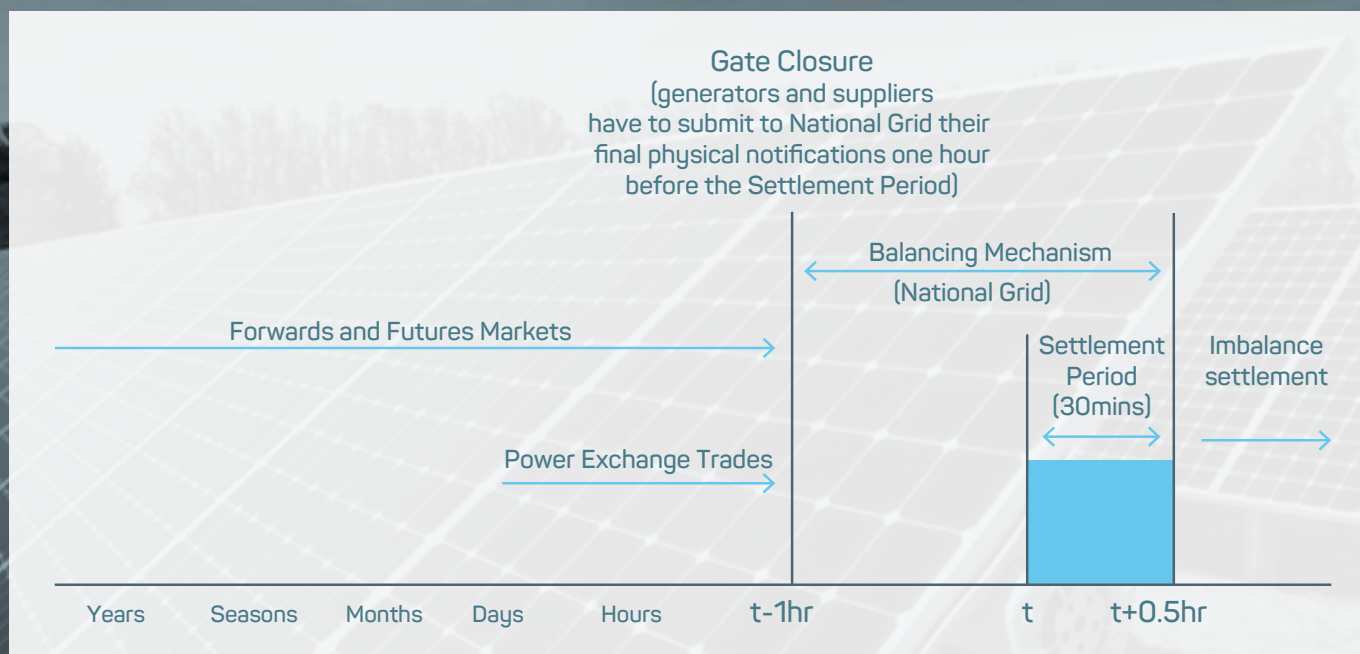 Gate Closure
(generators and suppliers
have to submit to National Grid their
final physical notifications one hour
before the Settlement Period)
Balancing Mechanism
(National Grid)
Forwards and Futures Markets
Settlement
Period
(30mins)
Imbalance
settlement
Power Exchange Trades
Years
Seasons
Months
Days
Hours
t-1hr
t
t+0.5hr